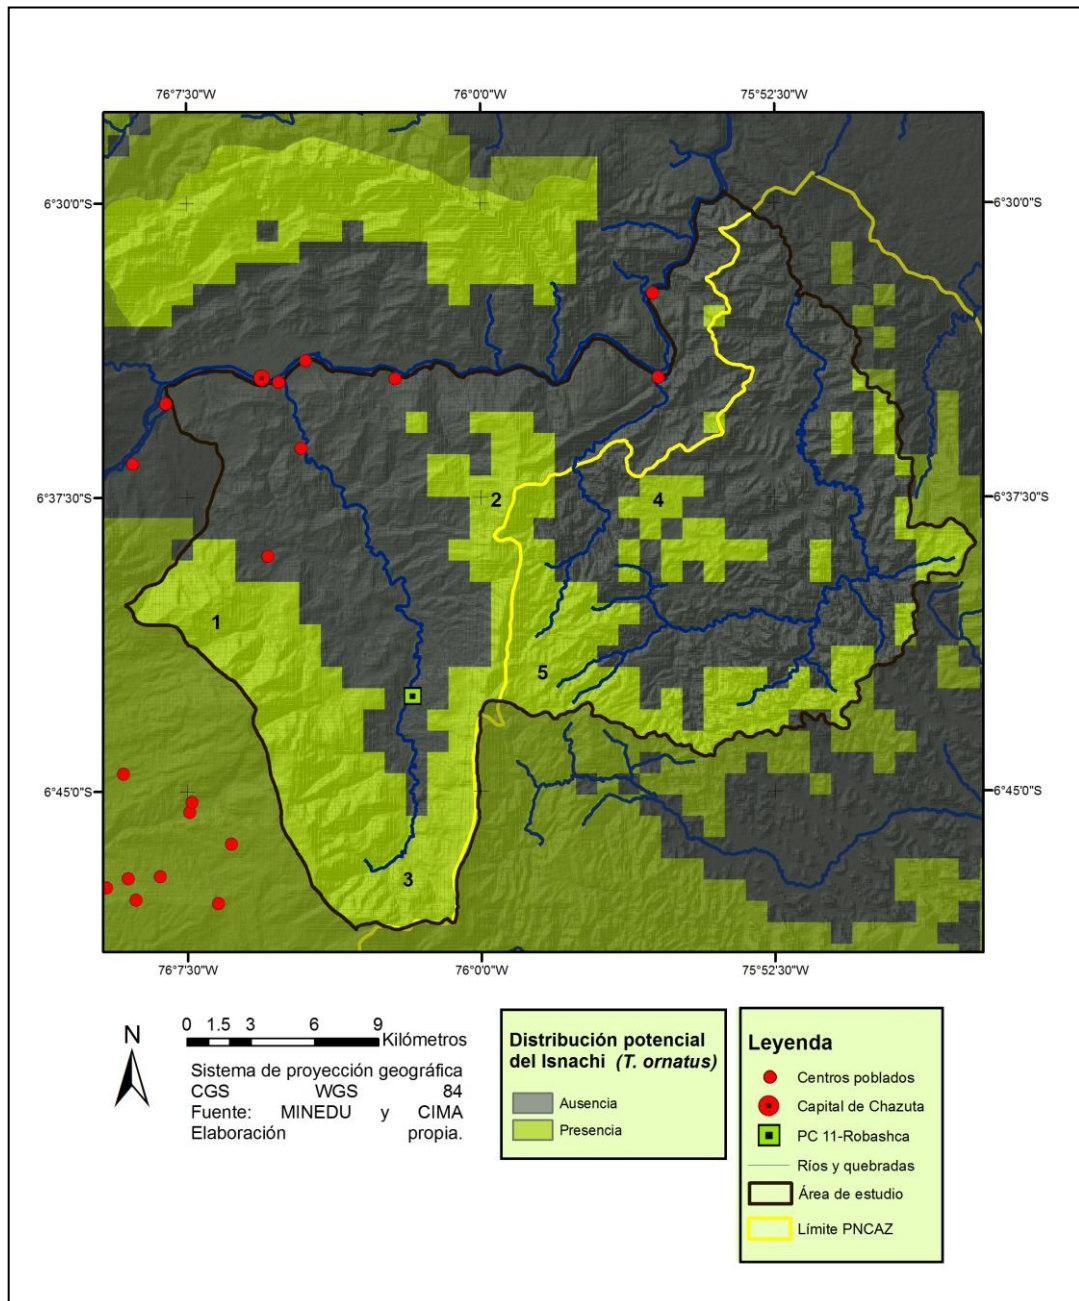 76°7'30"W 76°0'0"W 75°52'30"W
6°30'0"S 6°30'0"S
6°37'30"S 6°37'30"S
2 4
1
5
6°45'0"S 6°45'0"S
3
76°7'30"W 76°0'0"W 75°52'30"W
N
0 1.5 3 6 9
Kilómetros
Sistema de proyección geográfica
CGS WGS 84
Fuente: MINEDU y CIMA
Elaboración propia.
Distribución potencial
del Isnachi (T. ornatus)
Ausencia
Presencia
Leyenda
Centros poblados
Capital de Chazuta
PC 11-Robashca
Ríos y quebradas
Área de estudio
Límite PNCAZ